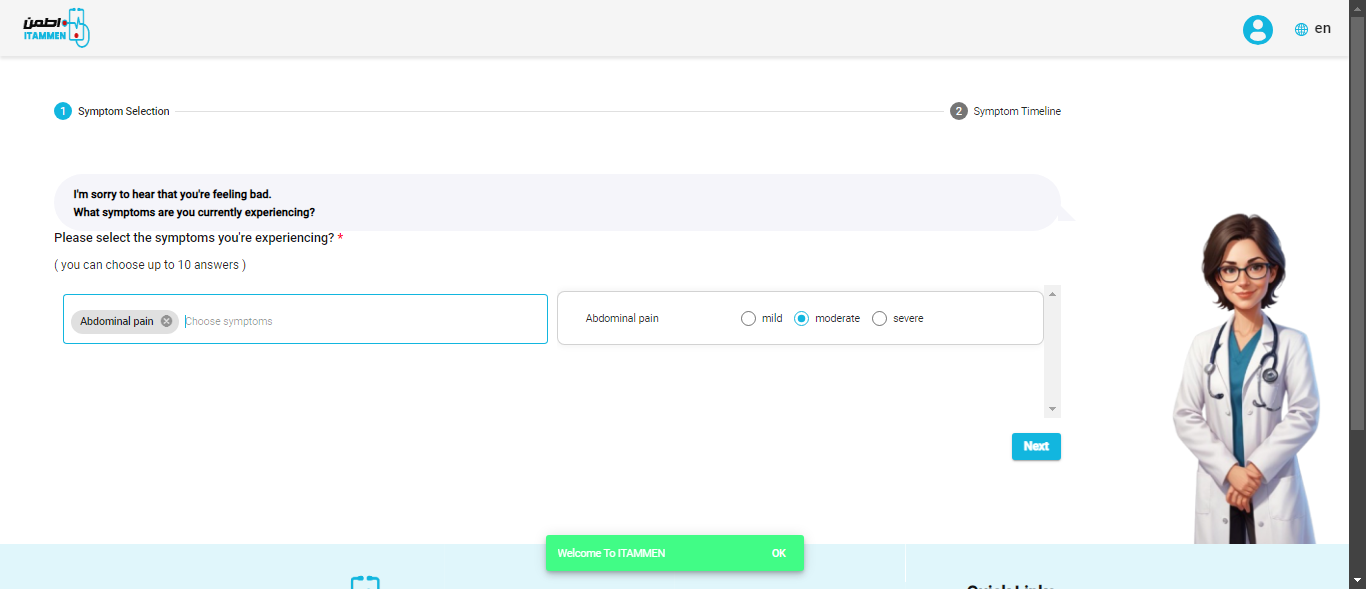 اطمن
ITAMMEN
en
1 Symptom Selection
2 Symptom Timeline
I'm sorry to hear that you're feeling bad.
What symptoms are you currently experiencing?
Please select the symptoms you're experiencing? *
( you can choose up to 10 answers )
Abdominal pain Choose symptoms
Abdominal pain mild moderate severe
Next
Welcome To ITAMMEN OK
Quick Links